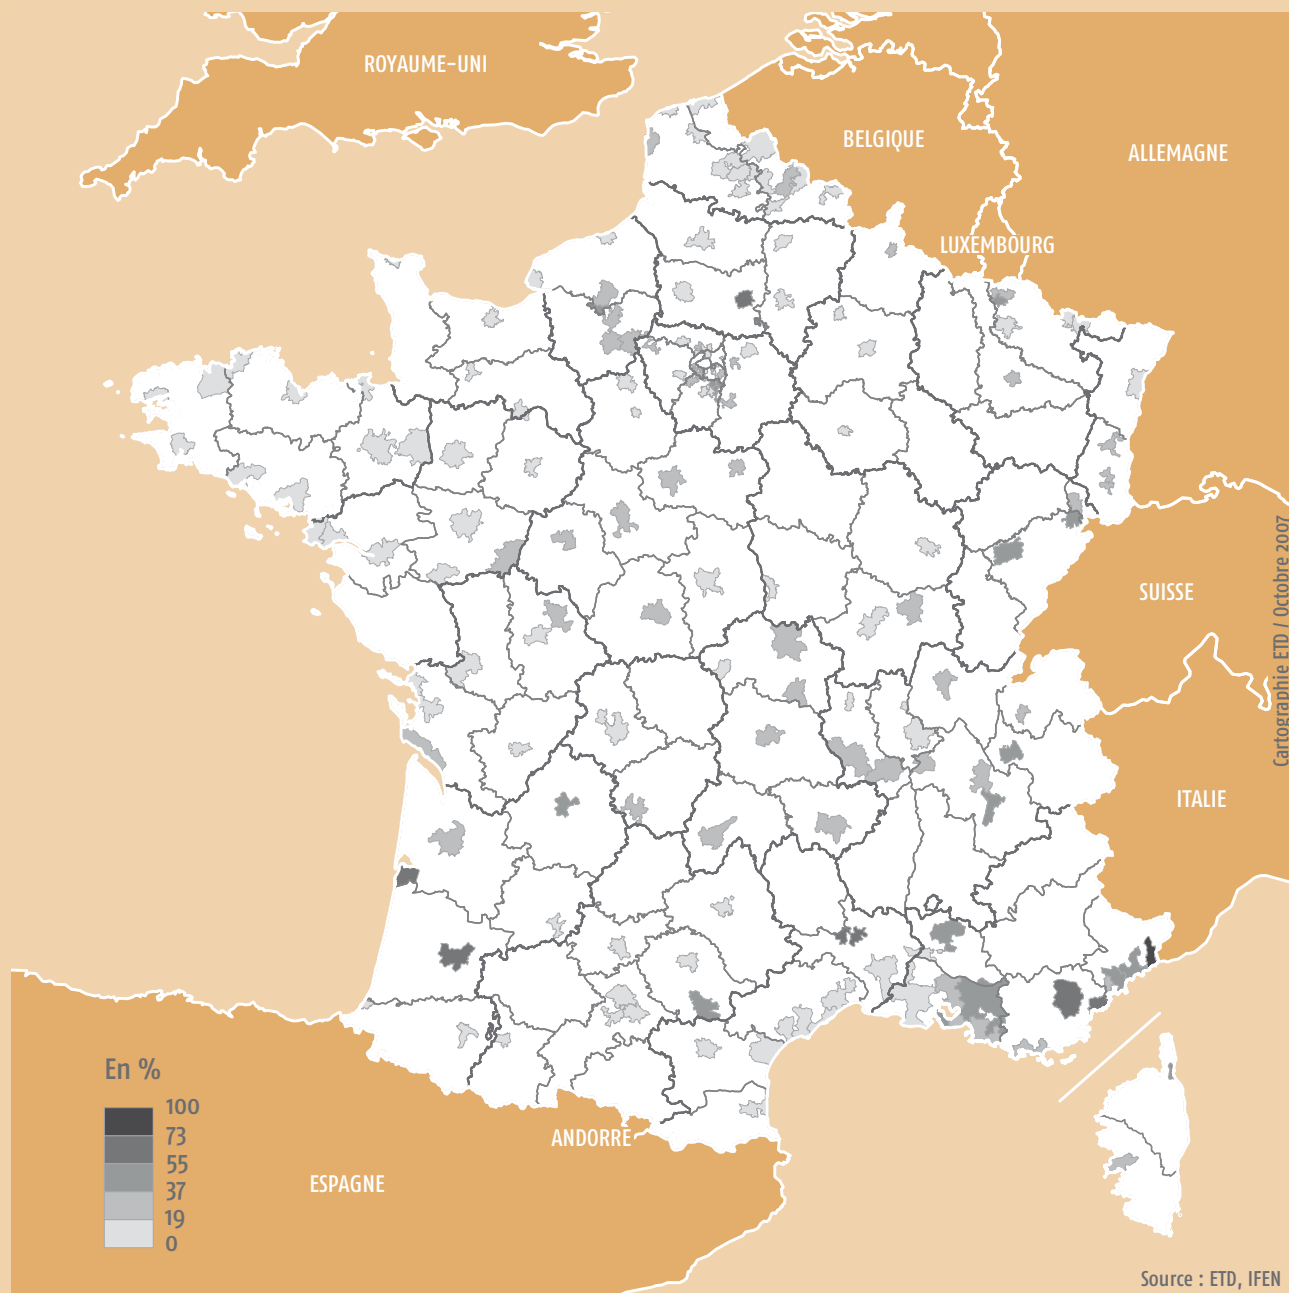 ROYAUME-UNI
BELGIQUE
ALLEMAGNE
LUXEMBOURG
SUISSE
ITALIE
ANDORRE
ESPAGNE
En %
100
73
55
37
19
0
Cartographie ETD / Octobre 2007
Source : ETD, IFEN